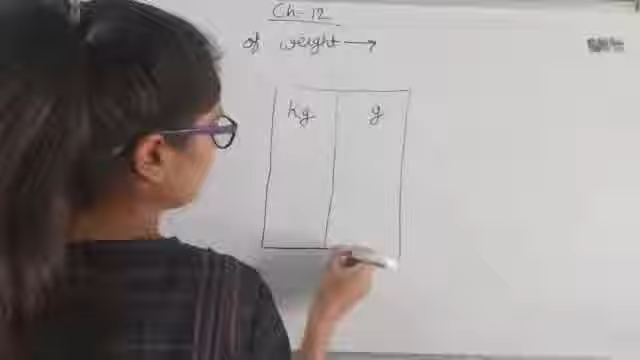 Ch-12
of weight →
kg g